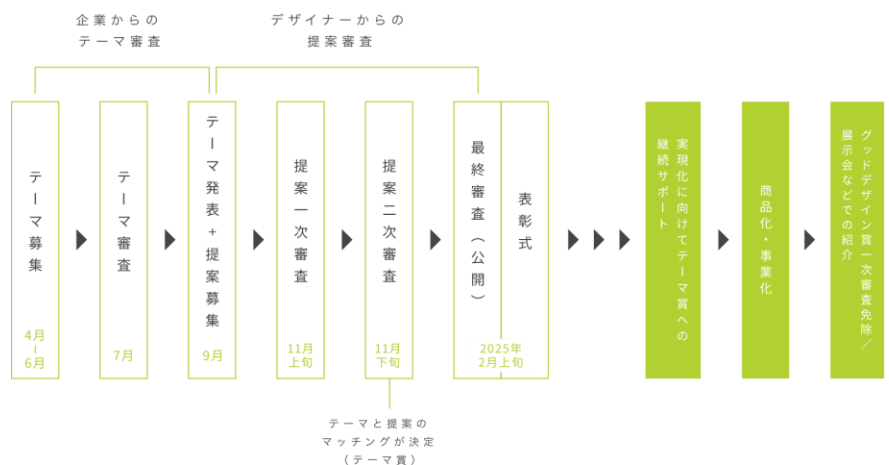 企業からの
テーマ審査
デザイナーからの
提案審査
テーマ募集
4月
|
6月
テーマ審査
7月
テーマ発表+提案募集
9月
提案一次審査
11月
上旬
提案二次審査
11月
下旬
最終審査(公開)
表彰式
2025年
2月上旬
実現化に向けてテーマ賞への
継続サポート
商品化・事業化
グッドデザイン賞一次審査免除/
展示会などでの紹介
テーマと提案の
マッチングが決定
(テーマ賞)